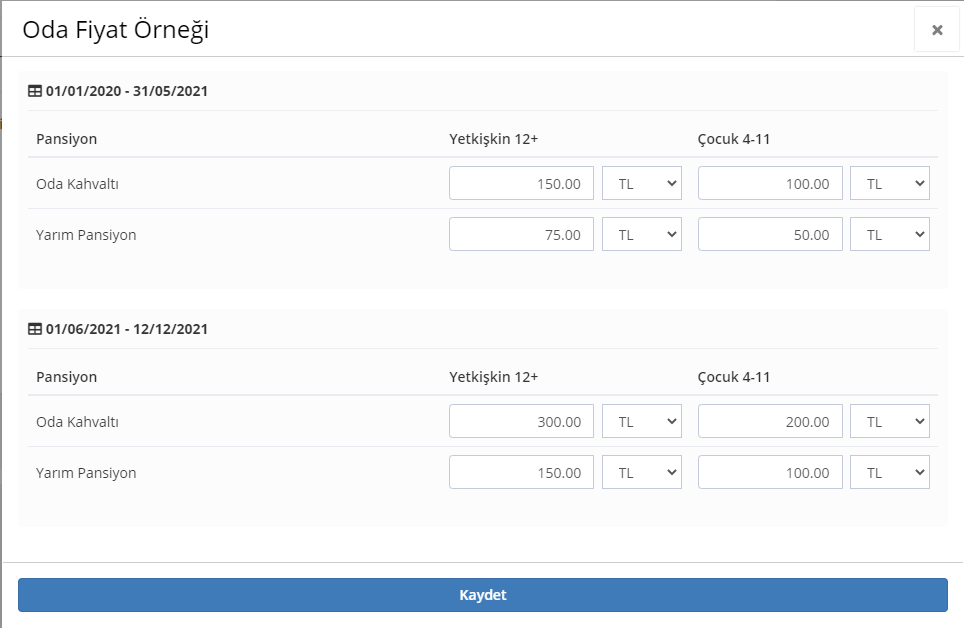 Oda Fiyat Örneği
01/01/2020 - 31/05/2021
Pansiyon Yetkişkin 12+ Çocuk 4-11
Oda Kahvaltı 150.00 TL 100.00 TL
Yarım Pansiyon 75.00 TL 50.00 TL
01/06/2021 - 12/12/2021
Pansiyon Yetkişkin 12+ Çocuk 4-11
Oda Kahvaltı 300.00 TL 200.00 TL
Yarım Pansiyon 150.00 TL 100.00 TL
Kaydet